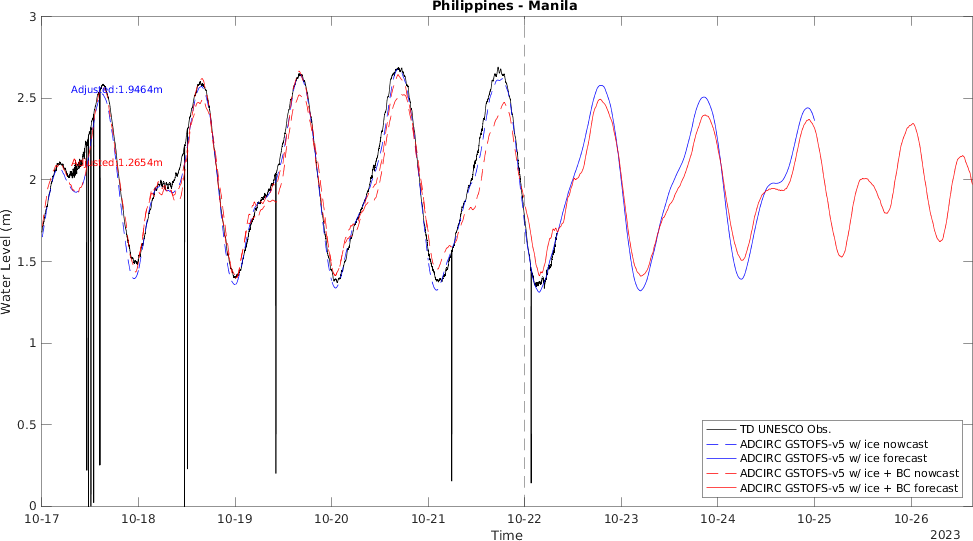 Philippines - Manila
3
2.5
2
1.5
1
0.5
0
Water Level (m)
Adjusted:1.9464m
Adjusted:1.2654m
TD UNESCO Obs.
ADCIRC GSTOFS-v5 w/ ice nowcast
ADCIRC GSTOFS-v5 w/ ice forecast
ADCIRC GSTOFS-v5 w/ ice + BC nowcast
ADCIRC GSTOFS-v5 w/ ice + BC forecast
10-17 10-18 10-19 10-20 10-21 10-22 10-23 10-24 10-25 10-26
Time
2023